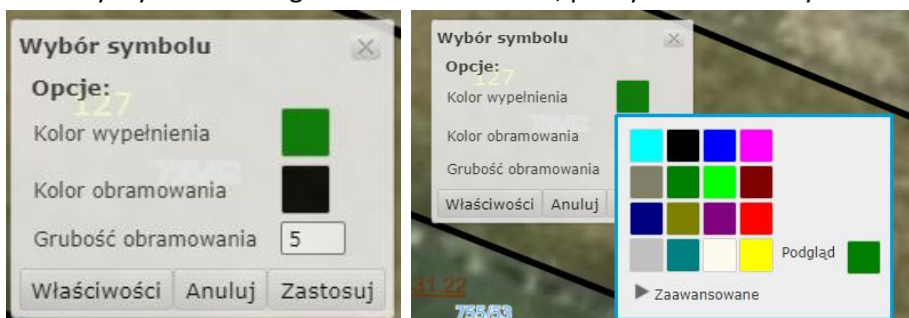 Wybór symbolu
Opcje:
127
Kolor wypełnienia
Kolor obramowania
Grubość obramowania 5
Właściwości Anuluj Zastosuj
Wybór symbolu
Opcje:
127
Kolor wypełnienia
Kolor obramowania
Grubość obramowania
Właściwości Anuluj
Podgląd
Zaawansowane
31 22
755/53